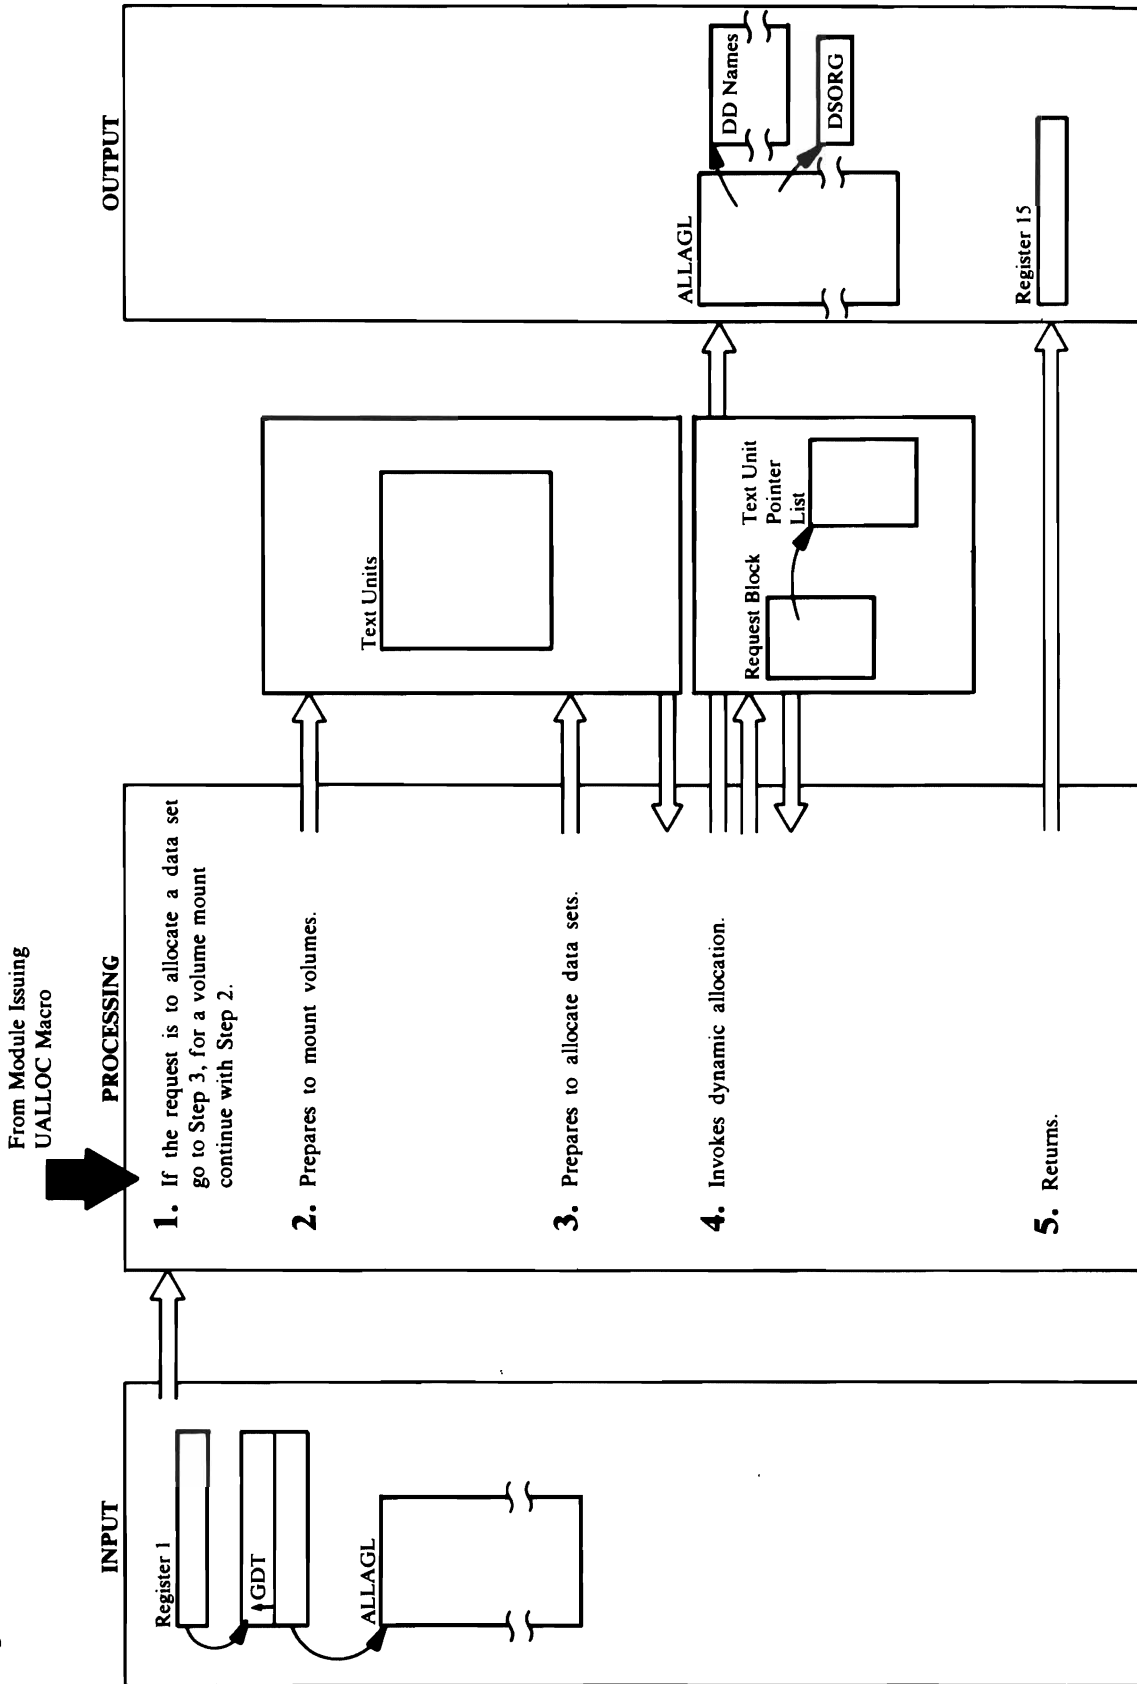 From Module Issuing
UALLOC Macro
INPUT
PROCESSING
OUTPUT
Register 1
GDT
ALLAGL
1. If the request is to allocate a data set
go to Step 3, for a volume mount
continue with Step 2.
2. Prepares to mount volumes.
3. Prepares to allocate data sets.
4. Invokes dynamic allocation.
5. Returns.
Text Units
Request Block
Text Unit
Pointer
List
ALLAGL
DD Names
DSORG
Register 15